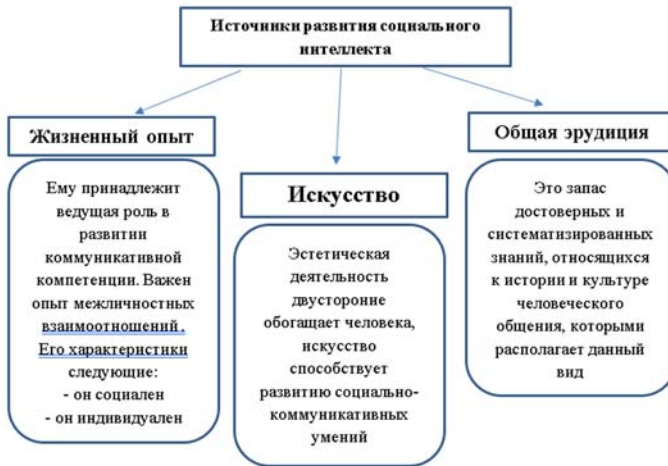 Источники развития социального
интеллекта
Жизненный опыт
Ему принадлежит
ведущая роль в
развитии
коммуникативной
компетенции. Важен
опыт межличностных
взаимоотношений .
Его характеристики
следующие:
- он социален
- он индивидуален
Искусство
Эстетическая
деятельность
двусторонне
обогащает человека,
искусство
способствует
развитию социально-
коммуникативных
умений
Общая эрудиция
Это запас
достоверных и
систематизированных
знаний, относящихся
к истории и культуре
человеческого
общения, которыми
располагает данный
вид